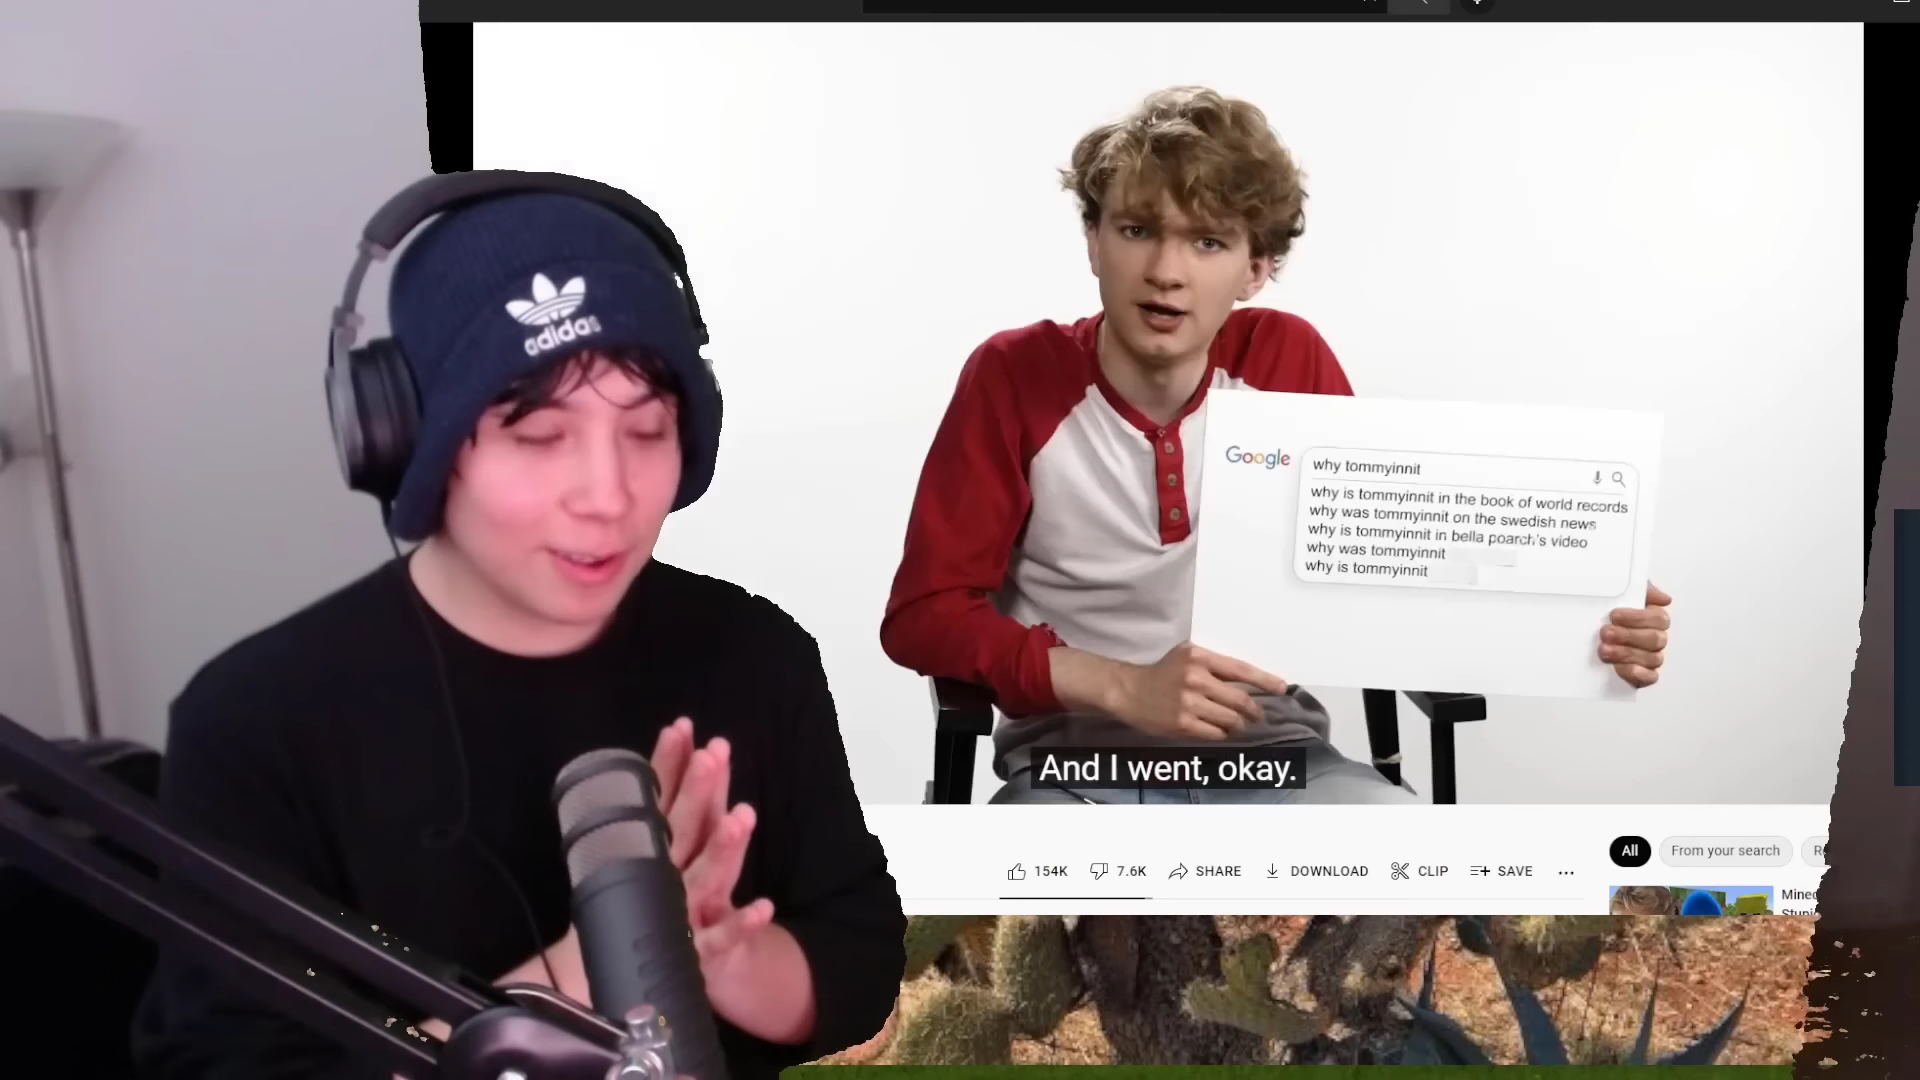 adidas
Google
why tommyinnit
why is tommyinnit in the book of world records
why was tommyinnit on the swedish news
why is tommyinnit in bella poarch's video
why was tommyinnit
why is tommyinnit
And I went, okay.
154K
7.6K
SHARE
DOWNLOAD
CLIP
SAVE
All
From your search